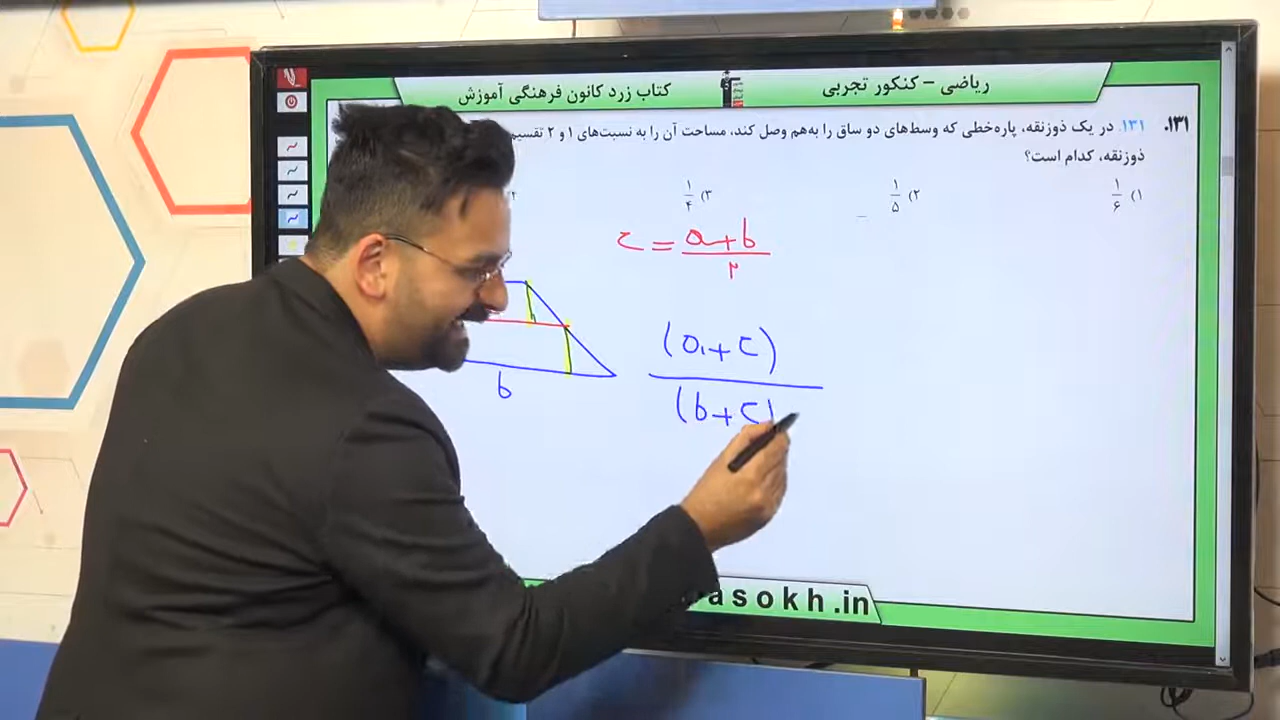 ریاضی – کنکور تجربی
کتاب زرد کانون فرهنگی آموزش
۱۳۱. ۱۳۱. در یک ذوزنقه، پاره‌خطی که وسط‌های دو ساق را به‌هم وصل کند، مساحت آن را به نسبت‌های ۱ و ۲ تقسیم
ذوزنقه، کدام است؟
۱) ۱/۶ ۲) ۱/۵ ۳) ۱/۴
c = a+b/۲
h
b
(a+c)
(b+c)
asokh.in